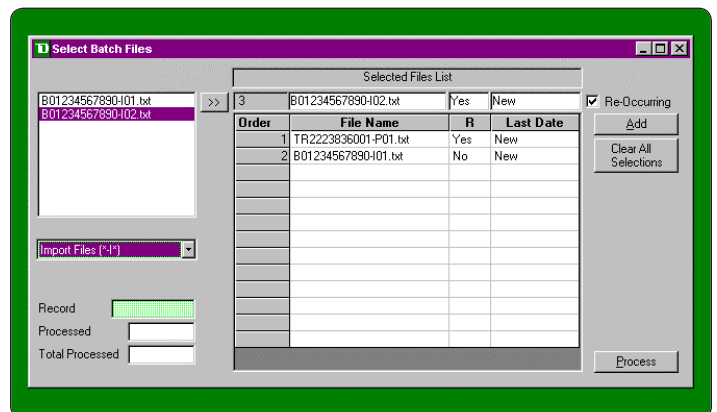 Select Batch Files
Selected Files List
B01234567890-I01.txt
B01234567890-I02.txt
>>
3 B01234567890-I02.txt Yes New
Re-Occurring
Order File Name R Last Date
1 TR2223836001-P01.txt Yes New
2 B01234567890-I01.txt No New
Add
Clear All
Selections
Import Files (*-I*)
Record
Processed
Total Processed
Process